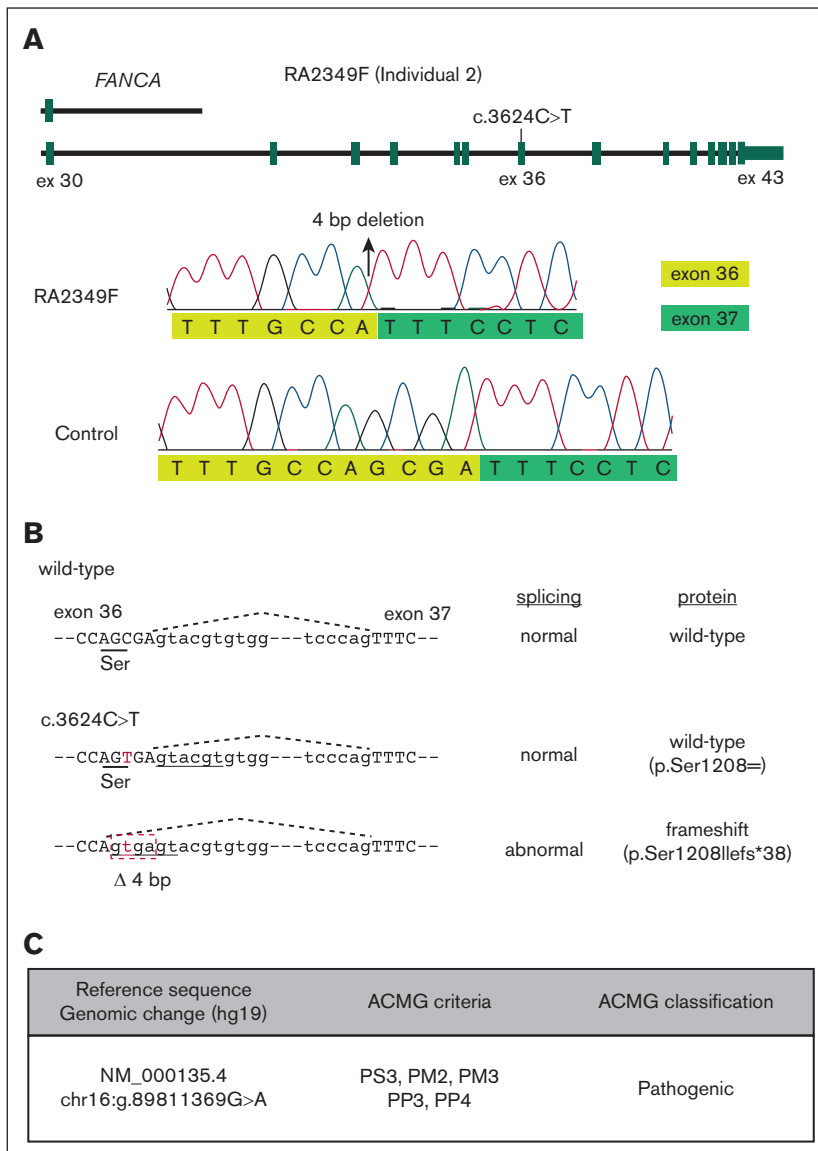 A
FANCA
RA2349F (Individual 2)
c.3624C>T
ex 30
ex 36
ex 43
4 bp deletion
RA2349F
T T T G C C A T T T C C T C
exon 36
exon 37
Control
T T T G C C A G C G A T T T C C T C
B
wild-type
splicing
protein
exon 36
exon 37
--CCAGCGAgtacgtgtgg---tcccagTTTC--
normal
wild-type
Ser
c.3624C>T
--CCAGTGAgtacgtgtgg---tcccagTTTC--
normal
wild-type
(p.Ser1208=)
Ser
--CCAgtgagtacgtgtgg---tcccagTTTC--
abnormal
frameshift
(p.Ser1208Ilefs*38)
Δ 4 bp
C
Reference sequence
Genomic change (hg19)
ACMG criteria
ACMG classification
NM_000135.4
chr16:g.89811369G>A
PS3, PM2, PM3
PP3, PP4
Pathogenic